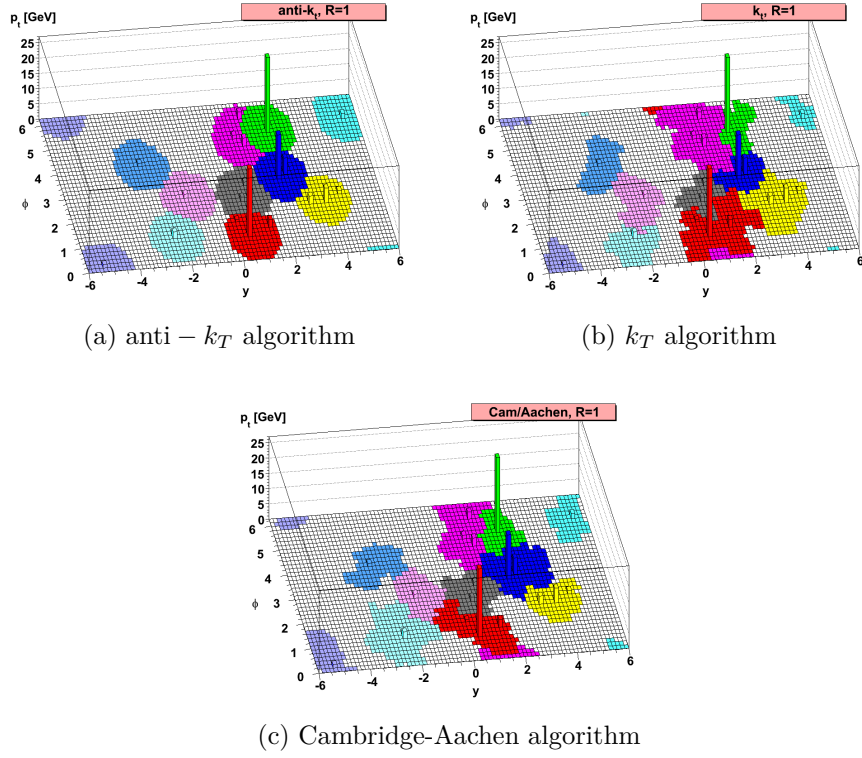 anti-kt, R=1
pt [GeV]
25
20
15
10
5
0
6
5
4
ϕ 3
2
1
0
-6 -4 -2 0 2 4 6
y
(a) anti − kT algorithm
kt, R=1
pt [GeV]
25
20
15
10
5
0
6
5
4
ϕ 3
2
1
0
-6 -4 -2 0 2 4 6
y
(b) kT algorithm
Cam/Aachen, R=1
pt [GeV]
25
20
15
10
5
0
6
5
4
ϕ 3
2
1
0
-6 -4 -2 0 2 4 6
y
(c) Cambridge-Aachen algorithm